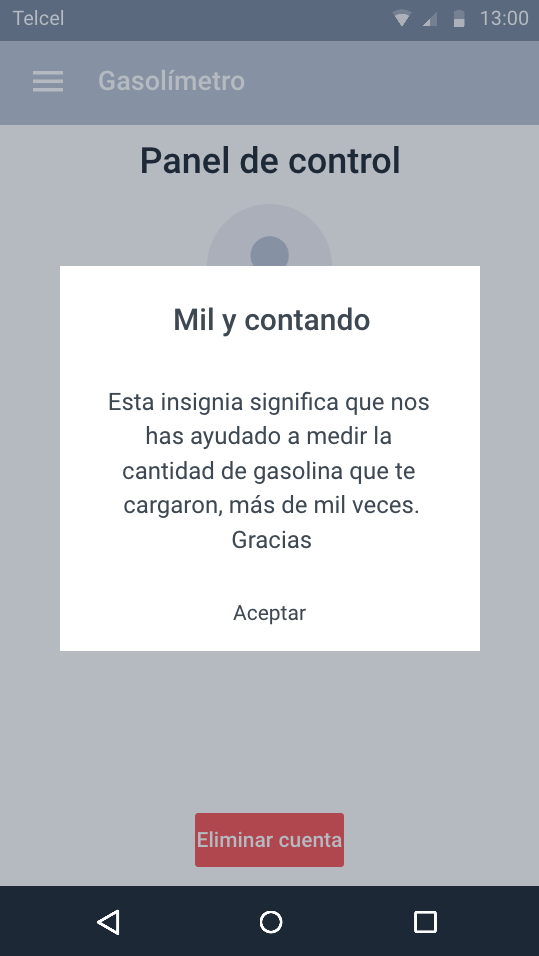 Telcel
13:00
Gasolímetro
Panel de control
Mil y contando
Esta insignia significa que nos
has ayudado a medir la
cantidad de gasolina que te
cargaron, más de mil veces.
Gracias
Aceptar
Eliminar cuenta